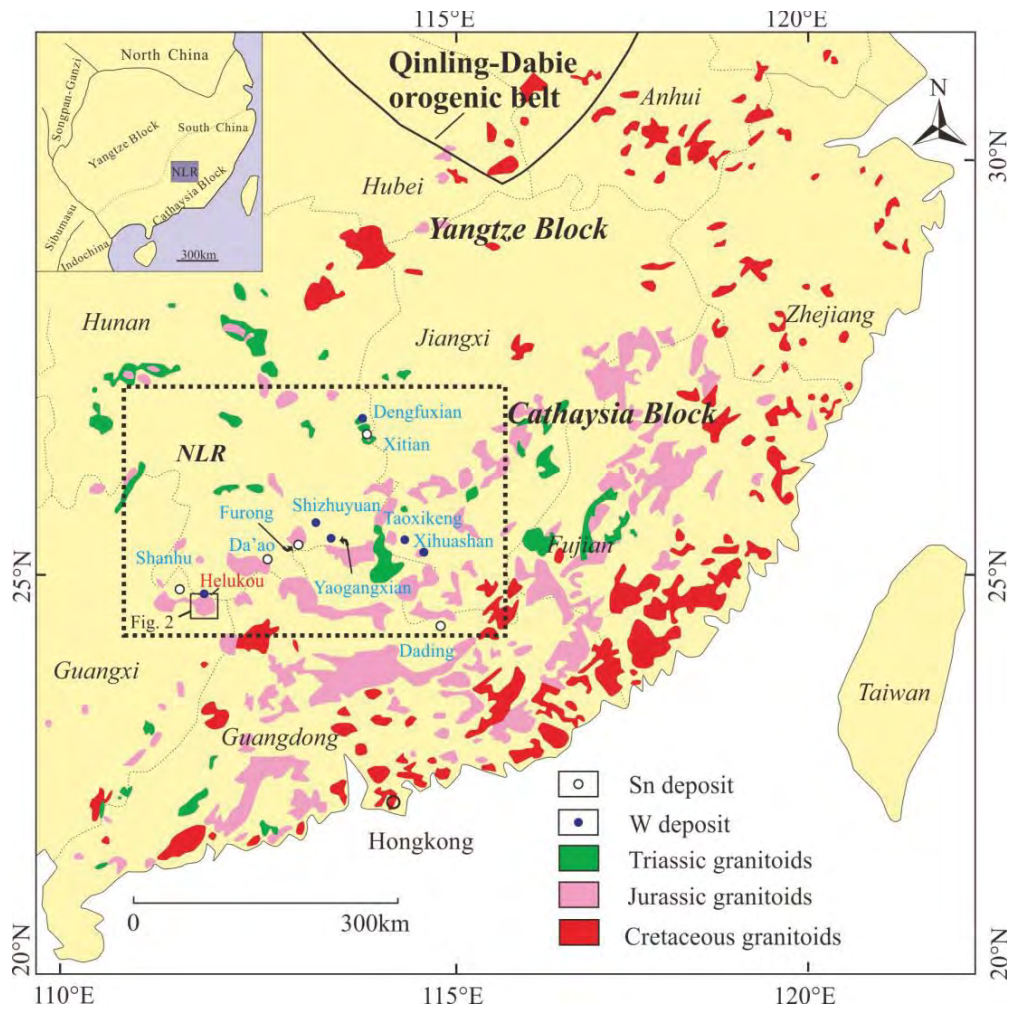 115°E
120°E
North China
Songpan-Ganzi
South China
Yangtze Block
NLR
Cathaysia Block
Sibumasu
Indochina
300km
Qinling-Dabie
orogenic belt
Anhui
N
30°N
Hubei
Yangtze Block
Hunan
Jiangxi
Zhejiang
Dengfuxian
Cathaysia Block
Xitian
NLR
Shizhuyuan
Furong
Taoxikeng
Da'ao
Xihuashan
Fujian
25°N
25°N
Shanhu
Helukou
Yaogangxian
Fig. 2
Dading
Guangxi
Taiwan
Guangdong
Sn deposit
W deposit
Hongkong
Triassic granitoids
Jurassic granitoids
0
300km
Cretaceous granitoids
20°N
20°N
110°E
115°E
120°E